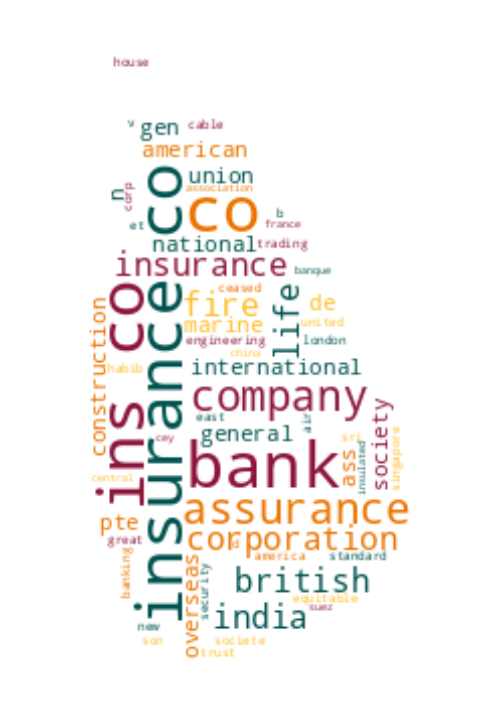 house
v gen cable
american
n corp co union
association
co
b
et france
national trading
insurance banque
ceased
co fire life de
marine united
construction engineering london
china
habib international
company
east air
cey general sri society singapore
ins insurance bank ass insulated
central
assurance
pte
great corporation
america standard
banking overseas security british
equitable
suez
india
new
son societe
trust